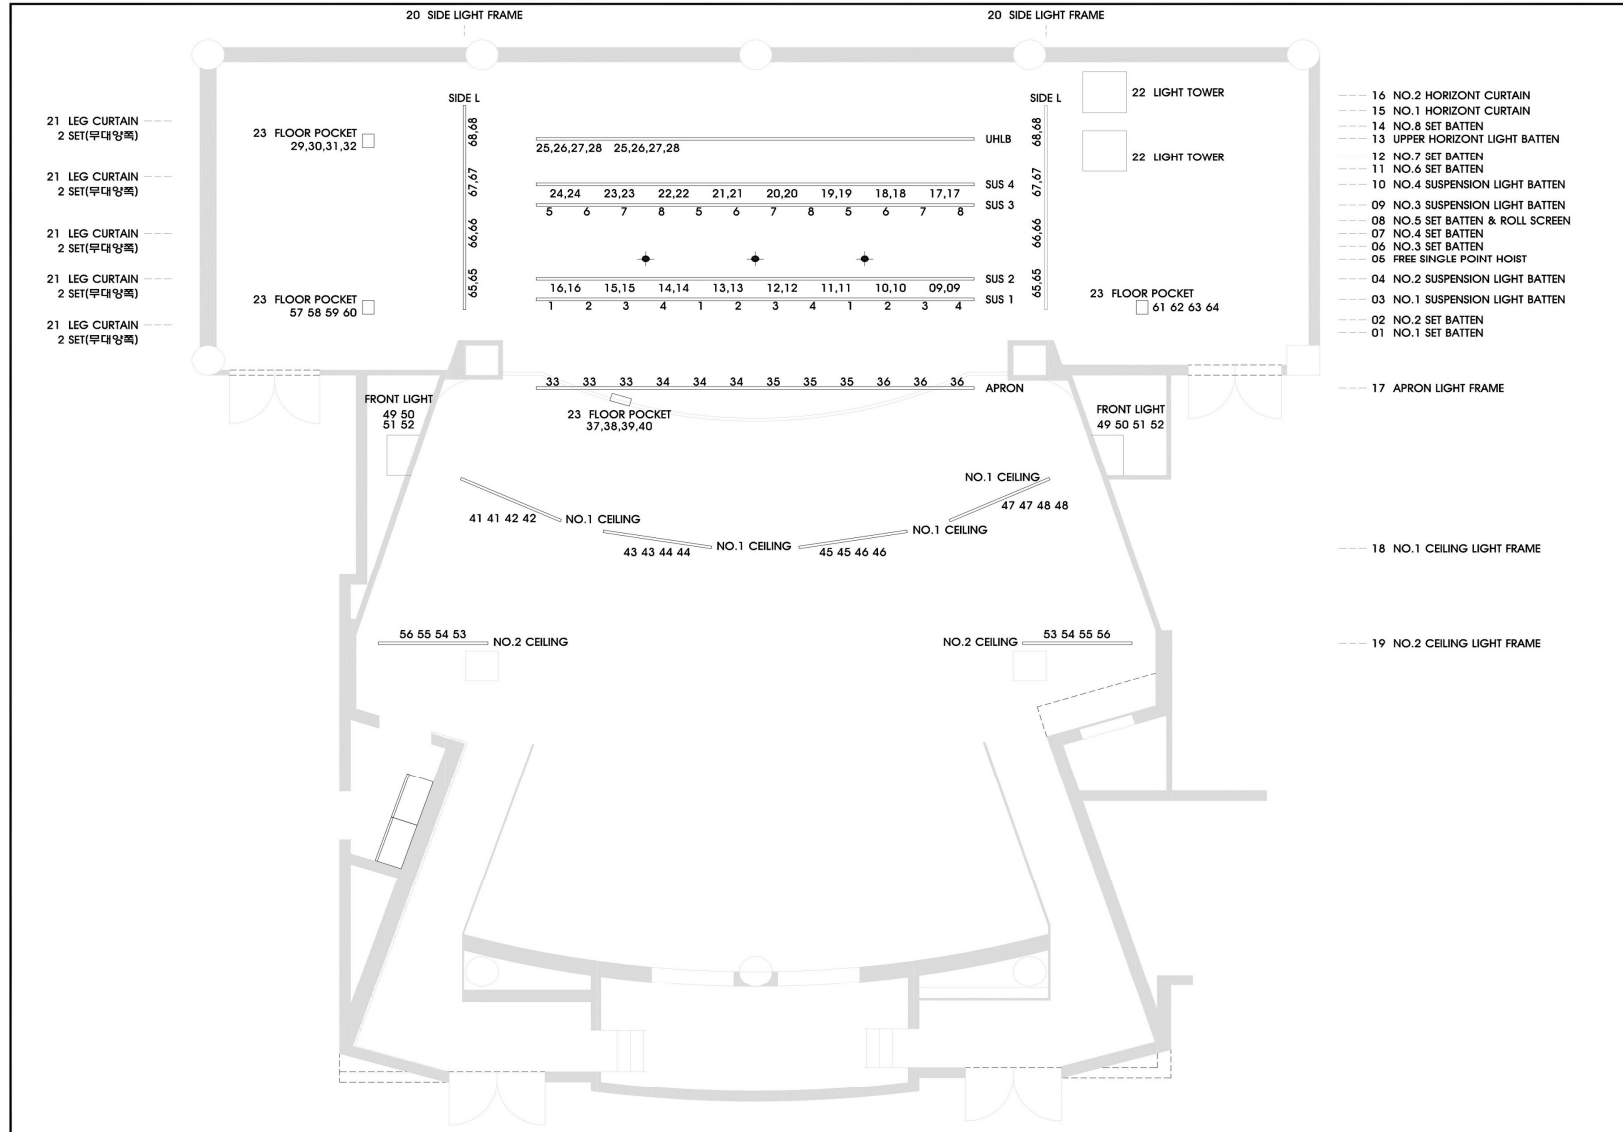 20 SIDE LIGHT FRAME
20 SIDE LIGHT FRAME
21 LEG CURTAIN
2 SET(무대양쪽)
21 LEG CURTAIN
2 SET(무대양쪽)
21 LEG CURTAIN
2 SET(무대양쪽)
21 LEG CURTAIN
2 SET(무대양쪽)
21 LEG CURTAIN
2 SET(무대양쪽)
23 FLOOR POCKET
29,30,31,32
23 FLOOR POCKET
57 58 59 60
SIDE L
68,68
67,67
66,66
65,65
UHLB
25,26,27,28 25,26,27,28
SUS 4
24,24 23,23 22,22 21,21 20,20 19,19 18,18 17,17
SUS 3
5 6 7 8 5 6 7 8 5 6 7 8
SUS 2
16,16 15,15 14,14 13,13 12,12 11,11 10,10 09,09
SUS 1
1 2 3 4 1 2 3 4 1 2 3 4
SIDE L
68,68
67,67
66,66
65,65
22 LIGHT TOWER
22 LIGHT TOWER
23 FLOOR POCKET
61 62 63 64
16 NO.2 HORIZONT CURTAIN
15 NO.1 HORIZONT CURTAIN
14 NO.8 SET BATTEN
13 UPPER HORIZONT LIGHT BATTEN
12 NO.7 SET BATTEN
11 NO.6 SET BATTEN
10 NO.4 SUSPENSION LIGHT BATTEN
09 NO.3 SUSPENSION LIGHT BATTEN
08 NO.5 SET BATTEN & ROLL SCREEN
07 NO.4 SET BATTEN
06 NO.3 SET BATTEN
05 FREE SINGLE POINT HOIST
04 NO.2 SUSPENSION LIGHT BATTEN
03 NO.1 SUSPENSION LIGHT BATTEN
02 NO.2 SET BATTEN
01 NO.1 SET BATTEN
33 33 33 34 34 34 35 35 35 36 36 36
APRON
17 APRON LIGHT FRAME
23 FLOOR POCKET
37,38,39,40
FRONT LIGHT
49 50
51 52
FRONT LIGHT
49 50 51 52
NO.1 CEILING
47 47 48 48
41 41 42 42
NO.1 CEILING
NO.1 CEILING
43 43 44 44
NO.1 CEILING
45 45 46 46
18 NO.1 CEILING LIGHT FRAME
56 55 54 53
NO.2 CEILING
NO.2 CEILING
53 54 55 56
19 NO.2 CEILING LIGHT FRAME